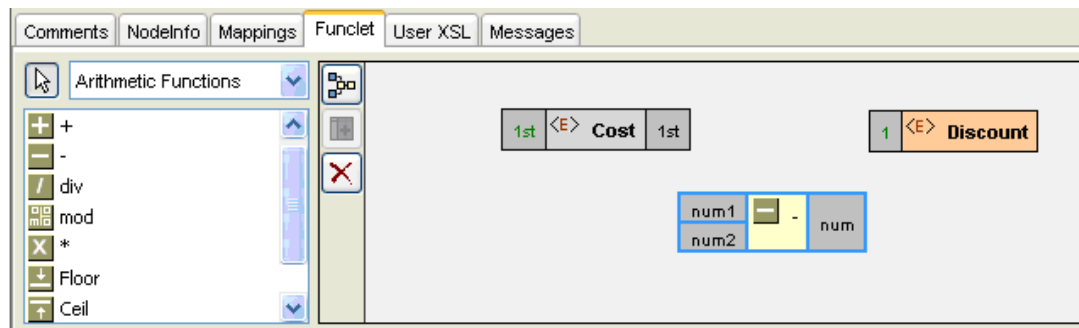 Comments NodeInfo Mappings Funclet User XSL Messages
Arithmetic Functions
+ +
- -
/ div
mod
X *
Floor
Ceil
1st <E> Cost 1st
1 <E> Discount
num1 - num
num2